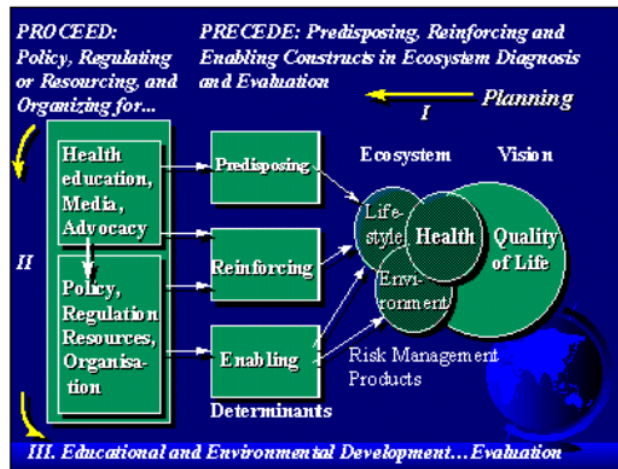 PROCEED:
Policy, Regulating
or Resourcing, and
Organizing for...
PRECEDE: Predisposing, Reinforcing and
Enabling Constructs in Ecosystem Diagnosis
and Evaluation
I
Planning
Health
education,
Media,
Advocacy
II
Policy,
Regulation
Resources,
Organisa-
tion
Predisposing
Reinforcing
Enabling
Determinants
Ecosystem
Vision
Life-
style
Health
Quality
of Life
Envi-
ronment
Risk Management
Products
III. Educational and Environmental Development...Evaluation